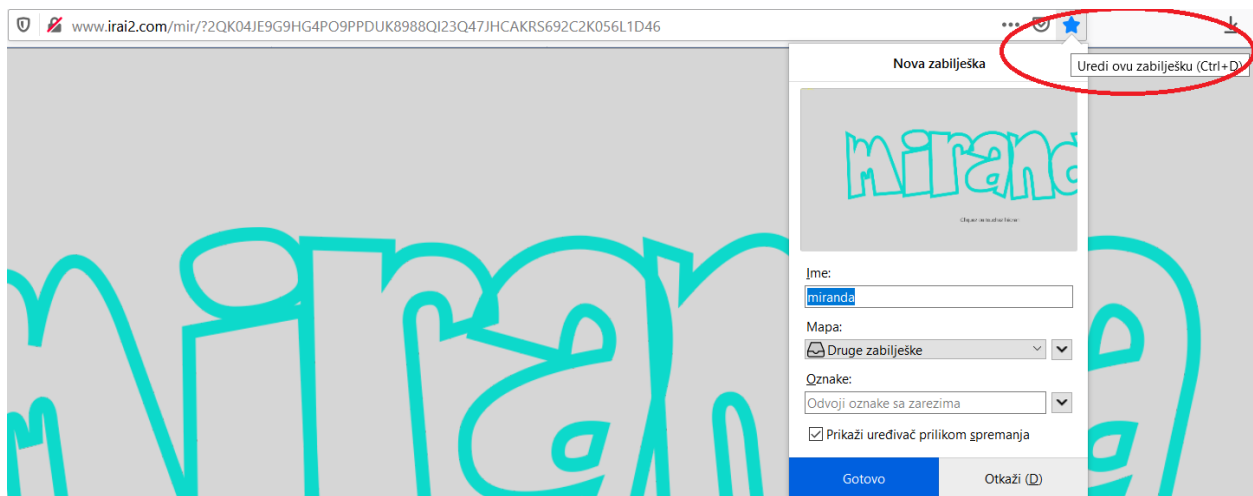 www.irai2.com/mir/?2QK04JE9G9HG4PO9PPDUK8988QI23Q47JHCAKRS692C2K056L1D46
Nova zabilješka
Uredi ovu zabilješku (Ctrl+D)
mirand
Ime:
miranda
Mapa:
Druge zabilješke
Oznake:
Odvoji oznake sa zarezima
Prikaži uređivač prilikom spremanja
Gotovo
Otkaži (D)
miranda